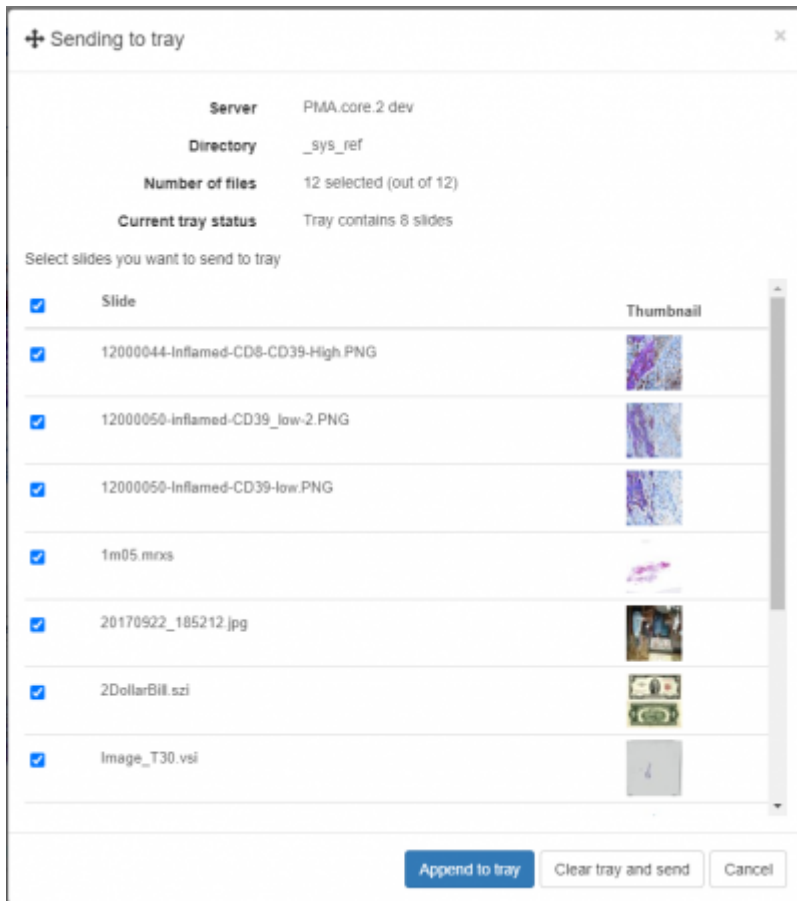 Sending to tray
Server PMA.core.2 dev
Directory _sys_ref
Number of files 12 selected (out of 12)
Current tray status Tray contains 8 slides
Select slides you want to send to tray
Slide Thumbnail
12000044-Inflamed-CD8-CD39-High.PNG
12000050-inflamed-CD39_low-2.PNG
12000050-Inflamed-CD39-low.PNG
1m05.mrxs
20170922_185212.jpg
2DollarBill.szi
Image_T30.vsi
Append to tray Clear tray and send Cancel